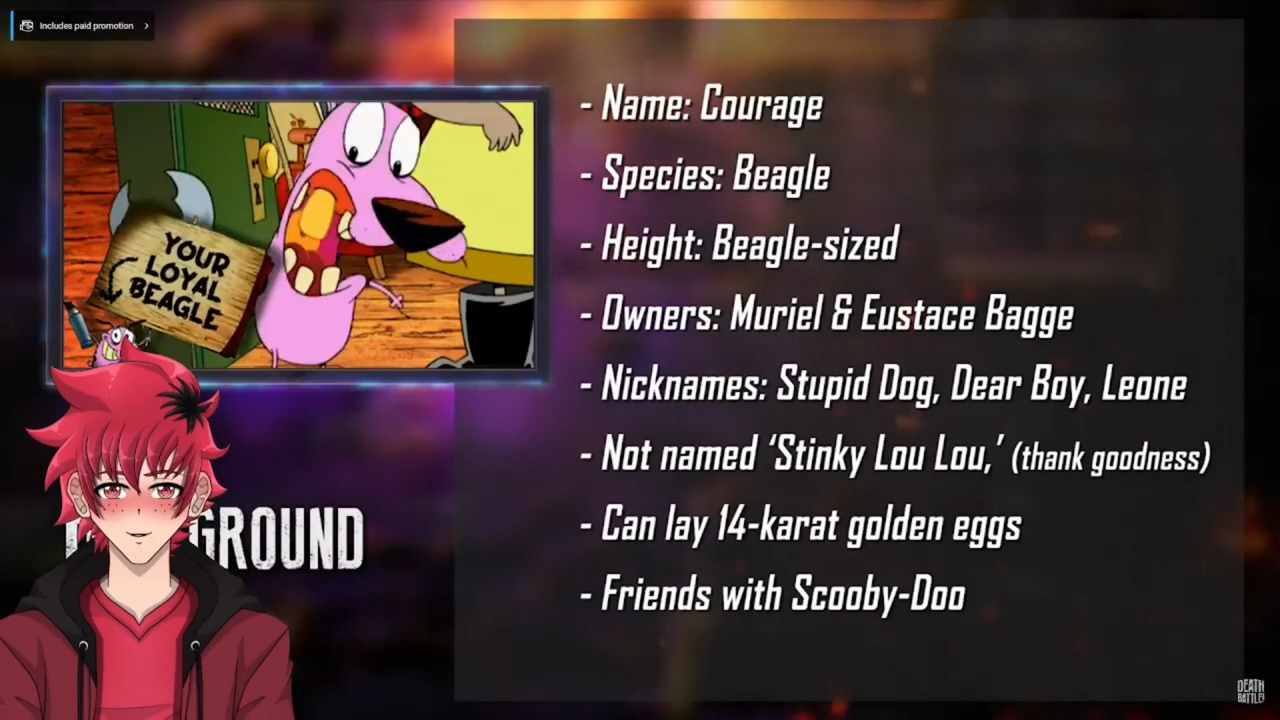 Includes paid promotion
- Name: Courage
- Species: Beagle
- Height: Beagle-sized
- Owners: Muriel & Eustace Bagge
- Nicknames: Stupid Dog, Dear Boy, Leone
- Not named ‘Stinky Lou Lou,’ (thank goodness)
- Can lay 14-karat golden eggs
- Friends with Scooby-Doo
YOUR
LOYAL
BEAGLE
GROUND
DEATH
BATTLE!